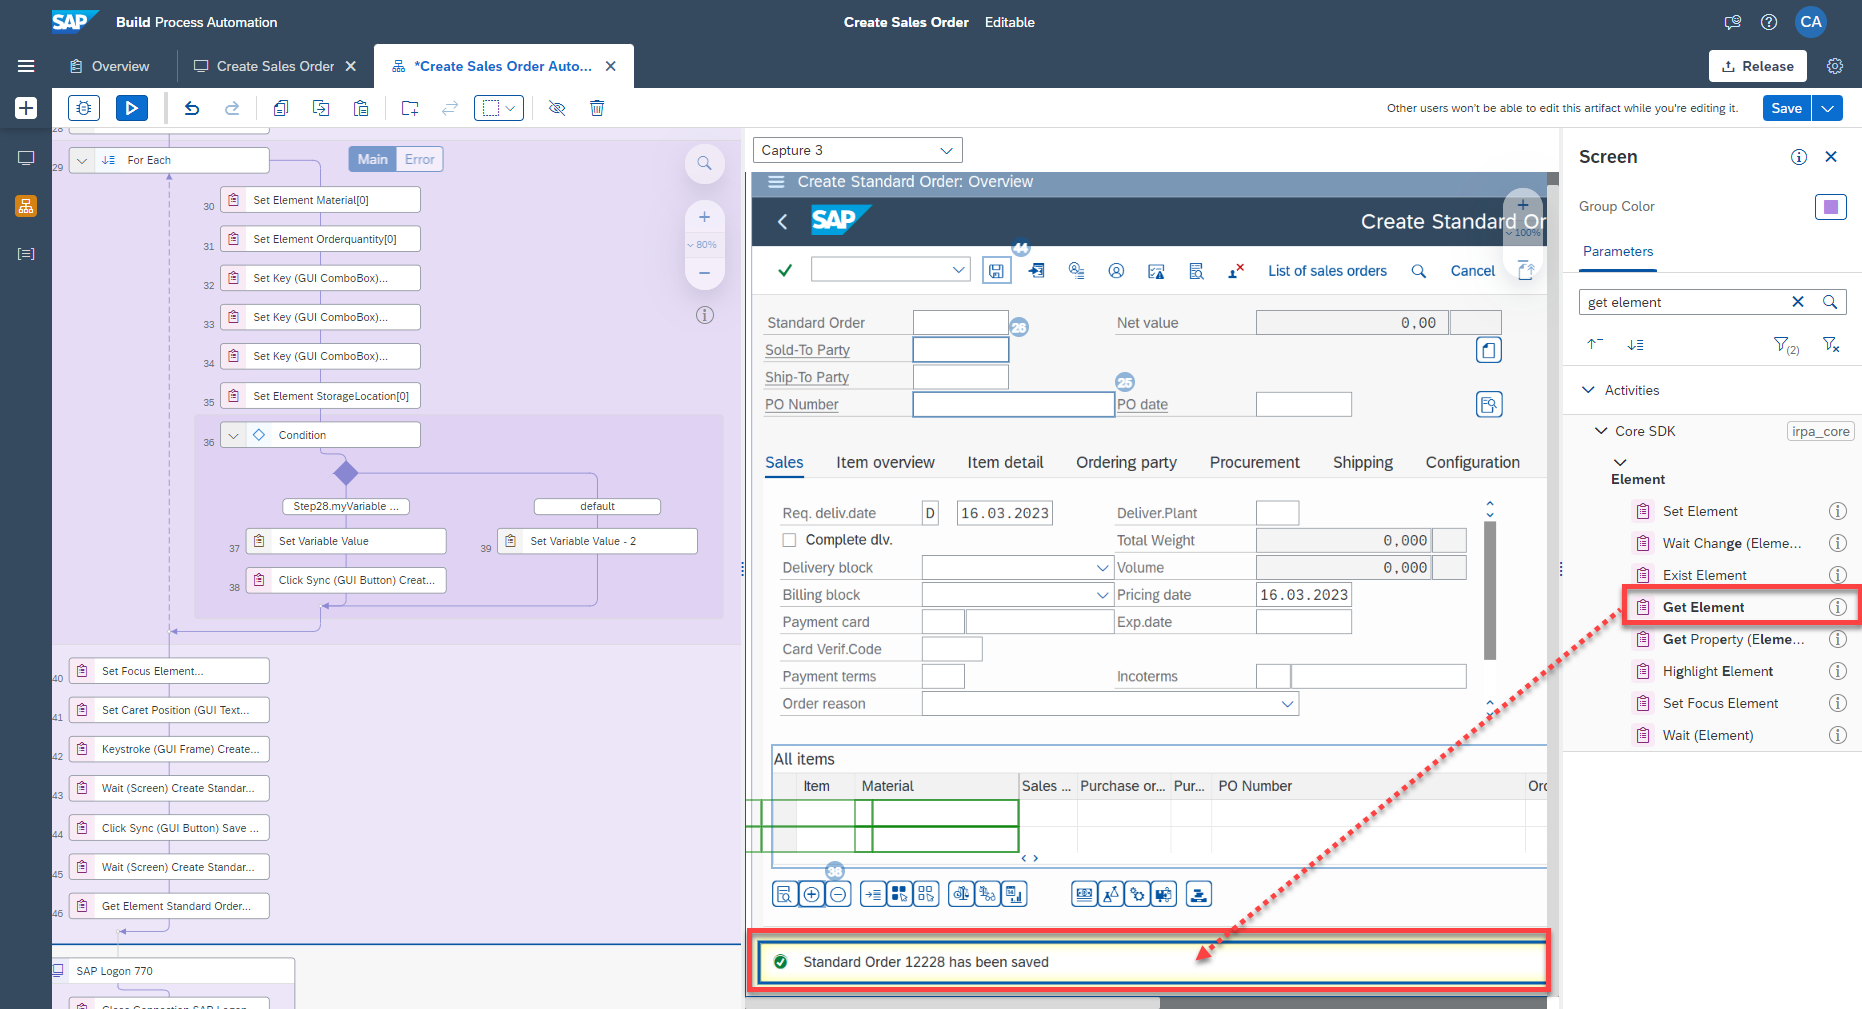 SAP Build Process Automation
Create Sales Order Editable
CA
Overview
Create Sales Order
*Create Sales Order Auto...
Release
Other users won't be able to edit this artifact while you're editing it.
Save
28
29 For Each
Main Error
80%
30 Set Element Material[0]
31 Set Element Orderquantity[0]
32 Set Key (GUI ComboBox)...
33 Set Key (GUI ComboBox)...
34 Set Key (GUI ComboBox)...
35 Set Element StorageLocation[0]
36 Condition
Step28.myVariable ... default
37 Set Variable Value
39 Set Variable Value - 2
38 Click Sync (GUI Button) Creat...
40 Set Focus Element...
41 Set Caret Position (GUI Text...
42 Keystroke (GUI Frame) Create...
43 Wait (Screen) Create Standar...
44 Click Sync (GUI Button) Save ...
45 Wait (Screen) Create Standar...
46 Get Element Standard Order...
SAP Logon 770
Close Connection SAP Logon...
Capture 3
Create Standard Order: Overview
SAP
Create Standard Or
100%
44
List of sales orders
Cancel
Standard Order
26
Net value 0,00
Sold-To Party
Ship-To Party
25
PO Number
PO date
Sales Item overview Item detail Ordering party Procurement Shipping Configuration
Req. deliv.date D 16.03.2023 Deliver.Plant
Complete dlv. Total Weight 0,000
Delivery block Volume 0,000
Billing block Pricing date 16.03.2023
Payment card Exp.date
Card Verif.Code
Payment terms Incoterms
Order reason
All items
Item Material Sales ... Purchase or... Pur... PO Number Orc
38
Standard Order 12228 has been saved
Screen
Group Color
Parameters
get element
(2)
Activities
Core SDK irpa_core
Element
Set Element
Wait Change (Eleme...
Exist Element
Get Element
Get Property (Eleme...
Highlight Element
Set Focus Element
Wait (Element)